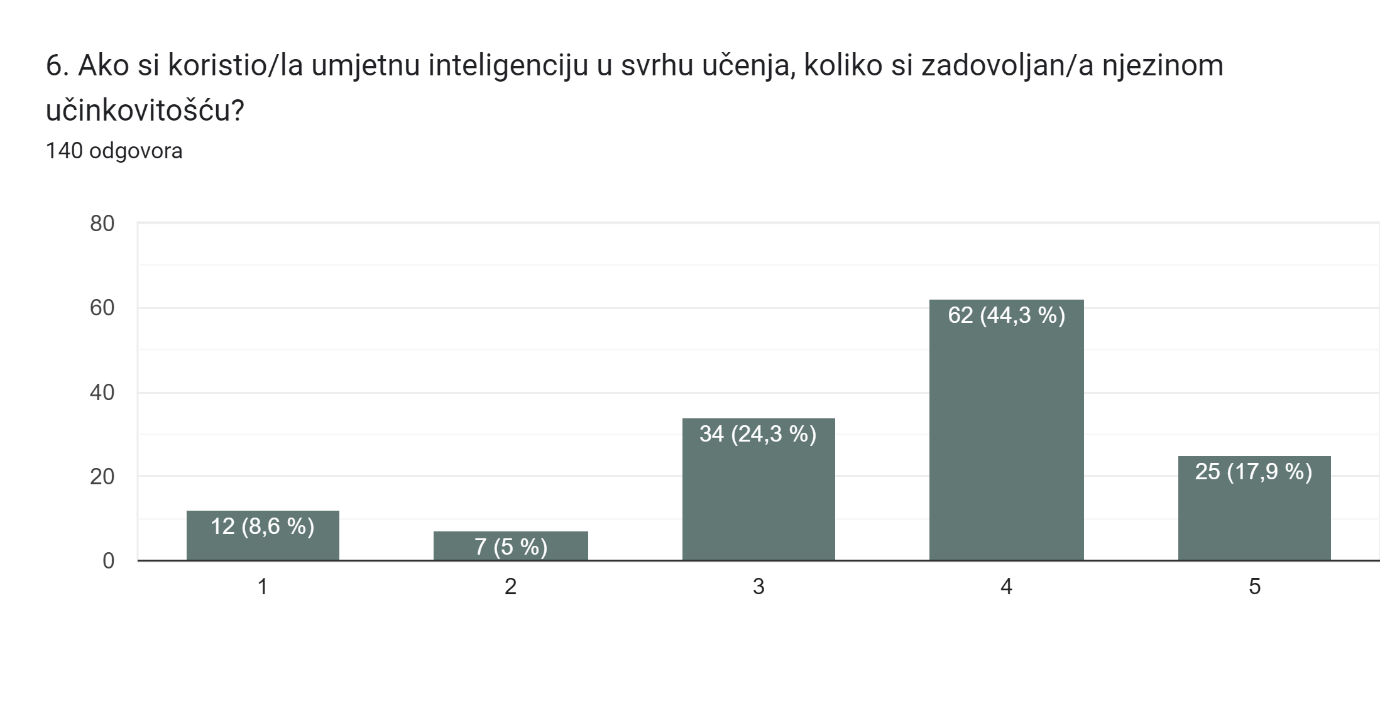 6. Ako si koristio/la umjetnu inteligenciju u svrhu učenja, koliko si zadovoljan/a njezinom
učinkovitošću?
140 odgovora
80
60
40
20
0
12 (8,6 %)
7 (5 %)
34 (24,3 %)
62 (44,3 %)
25 (17,9 %)
1
2
3
4
5